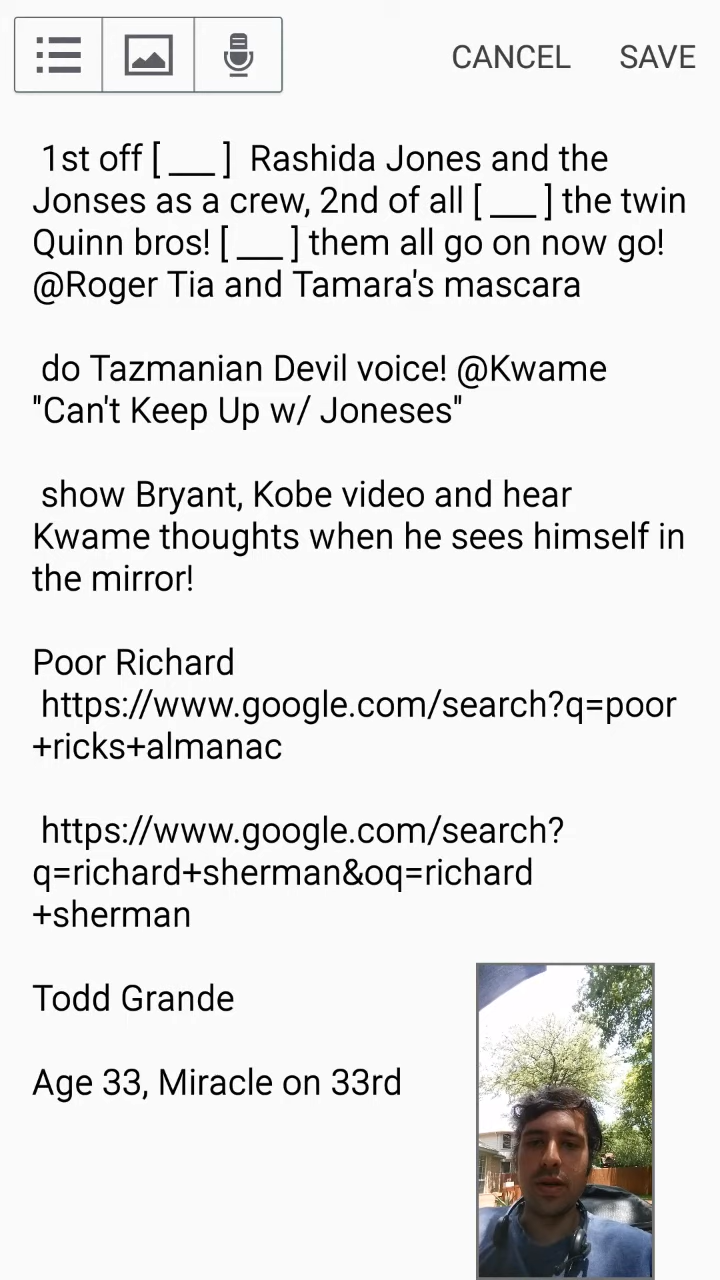 CANCEL SAVE
1st off [ ___ ] Rashida Jones and the
Jonses as a crew, 2nd of all [ ___ ] the twin
Quinn bros! [ ___ ] them all go on now go!
@Roger Tia and Tamara's mascara
do Tazmanian Devil voice! @Kwame
"Can't Keep Up w/ Joneses"
show Bryant, Kobe video and hear
Kwame thoughts when he sees himself in
the mirror!
Poor Richard
https://www.google.com/search?q=poor
+ricks+almanac
https://www.google.com/search?
q=richard+sherman&oq=richard
+sherman
Todd Grande
Age 33, Miracle on 33rd